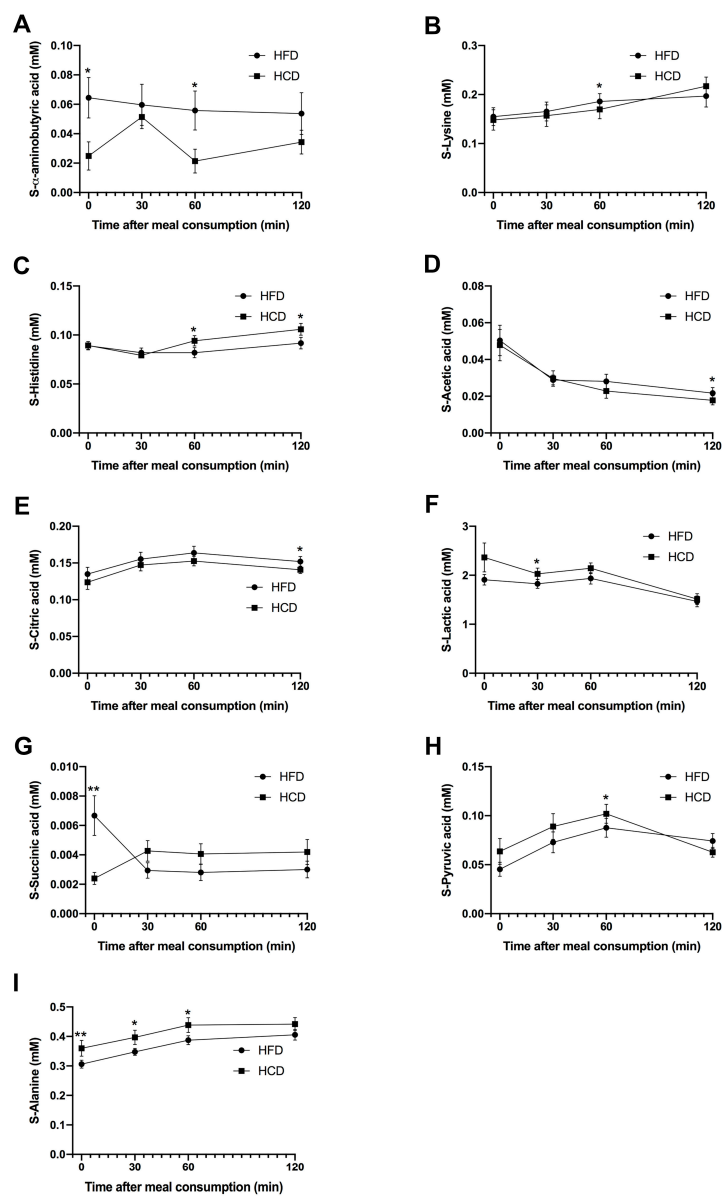 A
S-α-aminobutyric acid (mM)
0.10
0.08
0.06
0.04
0.02
0.00
*
*
HFD
HCD
0 30 60 120
Time after meal consumption (min)
B
S-Lysine (mM)
0.3
0.2
0.1
0.0
*
HFD
HCD
0 30 60 120
Time after meal consumption (min)
C
S-Histidine (mM)
0.15
0.10
0.05
0.00
*
*
HFD
HCD
0 30 60 120
Time after meal consumption (min)
D
S-Acetic acid (mM)
0.08
0.06
0.04
0.02
0.00
*
HFD
HCD
0 30 60 120
Time after meal consumption (min)
E
S-Citric acid (mM)
0.20
0.15
0.10
0.05
0.00
*
HFD
HCD
0 30 60 120
Time after meal consumption (min)
F
S-Lactic acid (mM)
3
2
1
0
*
HFD
HCD
0 30 60 120
Time after meal consumption (min)
G
S-Succinic acid (mM)
0.010
0.008
0.006
0.004
0.002
0.000
**
HFD
HCD
0 30 60 120
Time after meal consumption (min)
H
S-Pyruvic acid (mM)
0.15
0.10
0.05
0.00
*
HFD
HCD
0 30 60 120
Time after meal consumption (min)
I
S-Alanine (mM)
0.5
0.4
0.3
0.2
0.1
0.0
**
*
*
HFD
HCD
0 30 60 120
Time after meal consumption (min)